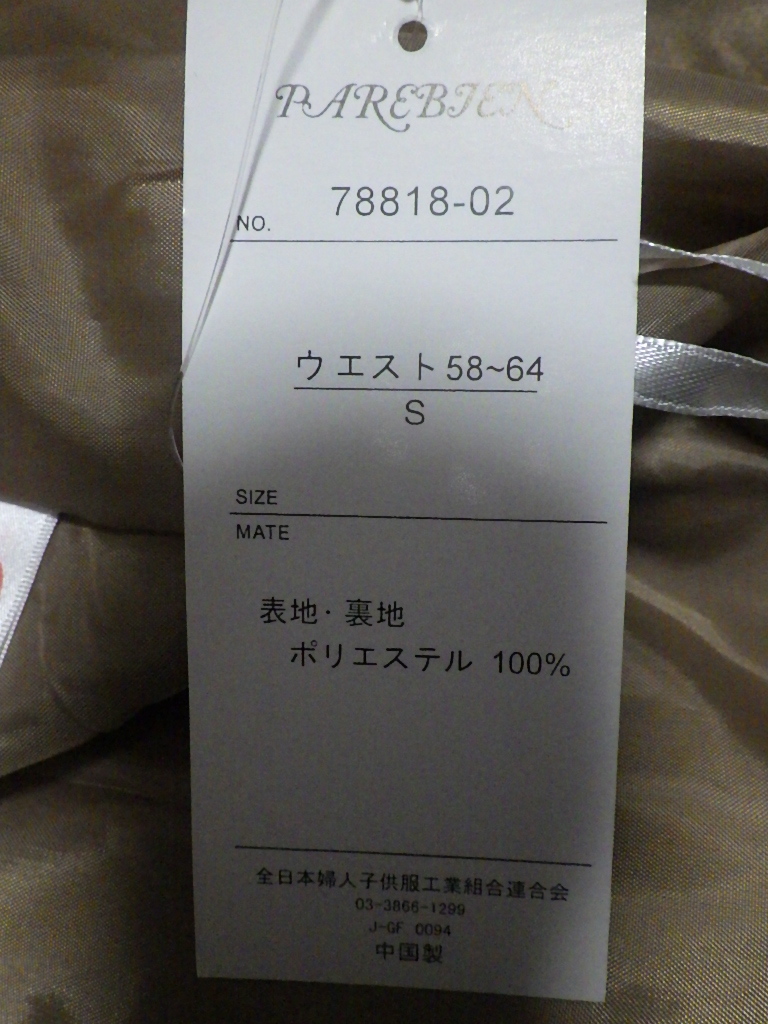 PAREBIEN
78818-02
NO.
ウエスト58~64
S
SIZE
MATE
表地・裏地
ポリエステル 100%
全日本婦人子供服工業組合連合会
03-3866-1299
J-GF 0094
中国製